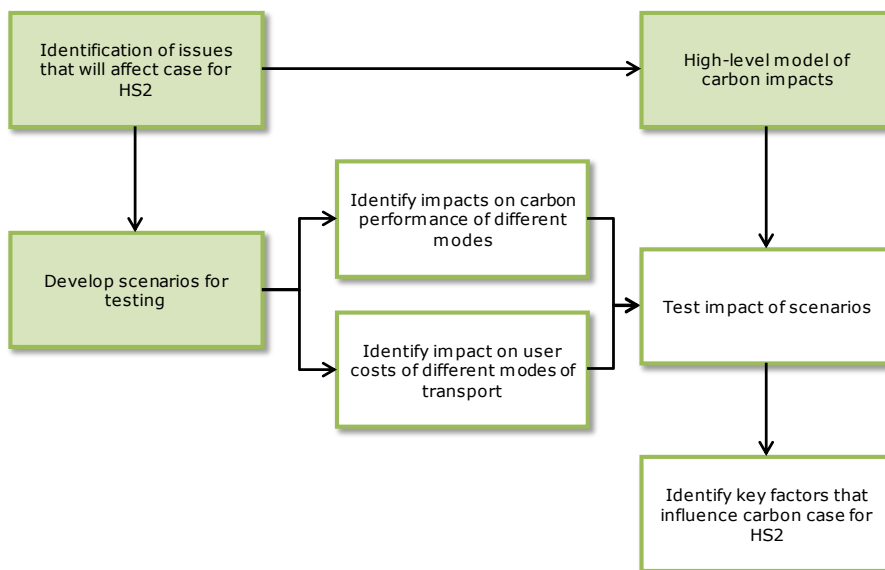 Identification of issues
that will affect case for
HS2
High-level model of
carbon impacts
Identify impacts on carbon
performance of different
modes
Develop scenarios for
testing
Test impact of scenarios
Identify impact on user
costs of different modes of
transport
Identify key factors that
influence carbon case for
HS2